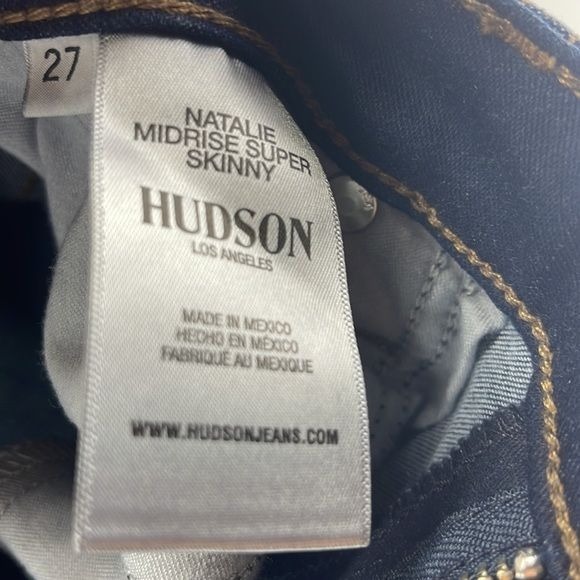 27
NATALIE
MIDRISE SUPER
SKINNY
HUDSON
LOS ANGELES
MADE IN MEXICO
HECHO EN MÉXICO
FABRIQUÉ AU MEXIQUE
WWW.HUDSONJEANS.COM